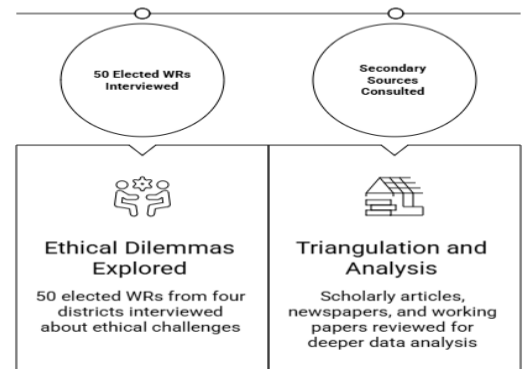 50 Elected WRs
Interviewed
Secondary
Sources
Consulted
Ethical Dilemmas
Explored
50 elected WRs from four
districts interviewed
about ethical challenges
Triangulation and
Analysis
Scholarly articles,
newspapers, and working
papers reviewed for
deeper data analysis